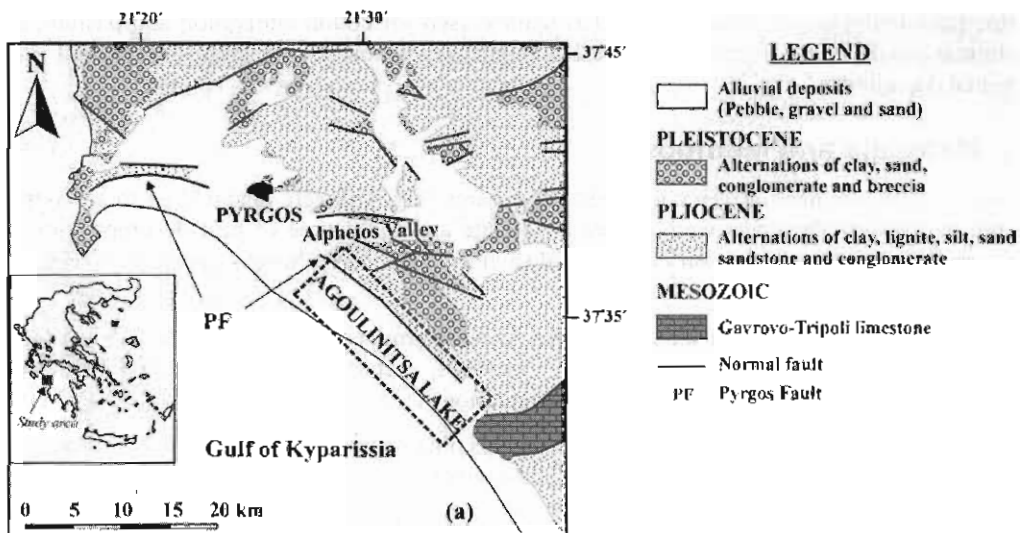 21°20'
21°30'
37°45'
N
PYRGOS
Alpheios Valley
PF
AGOULINITSA LAKE
37°35'
Study area
Gulf of Kyparissia
0 5 10 15 20 km
(a)
LEGEND
Alluvial deposits
(Pebble, gravel and sand)
PLEISTOCENE
Alternations of clay, sand,
conglomerate and breccia
PLIOCENE
Alternations of clay, lignite, silt, sand
sandstone and conglomerate
MESOZOIC
Gavrovo-Tripoli limestone
Normal fault
PF Pyrgos Fault